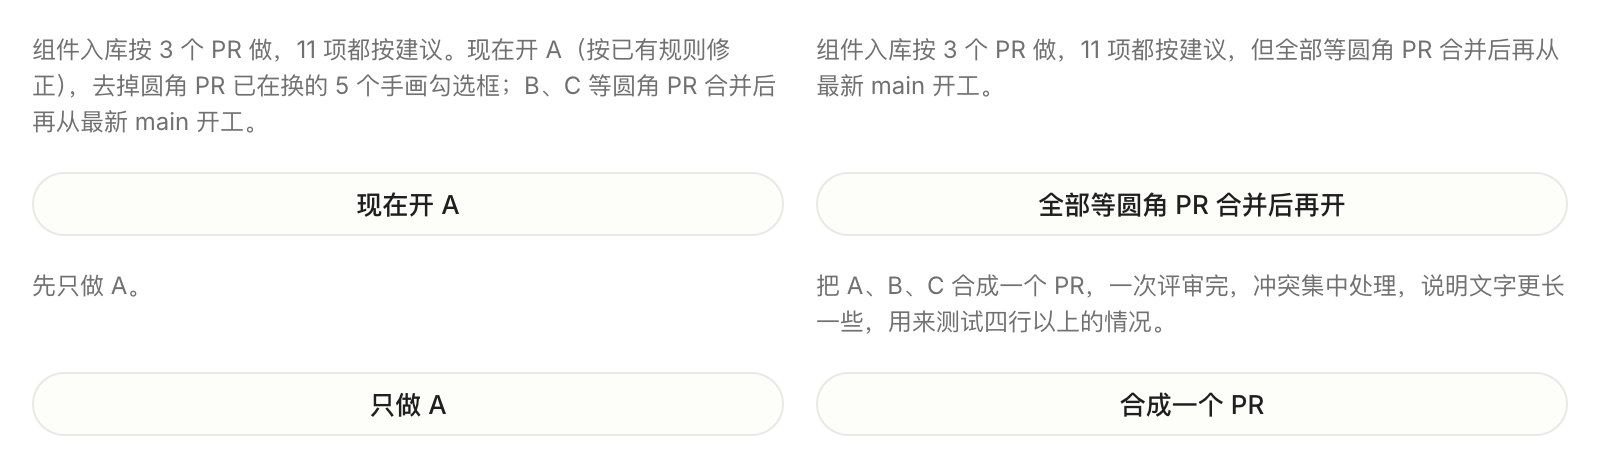 组件入库按 3 个 PR 做，11 项都按建议。现在开 A（按已有规则修
正），去掉圆角 PR 已在换的 5 个手画勾选框；B、C 等圆角 PR 合并后
再从最新 main 开工。
现在开 A
组件入库按 3 个 PR 做，11 项都按建议，但全部等圆角 PR 合并后再从
最新 main 开工。
全部等圆角 PR 合并后再开
先只做 A。
只做 A
把 A、B、C 合成一个 PR，一次评审完，冲突集中处理，说明文字更长
一些，用来测试四行以上的情况。
合成一个 PR